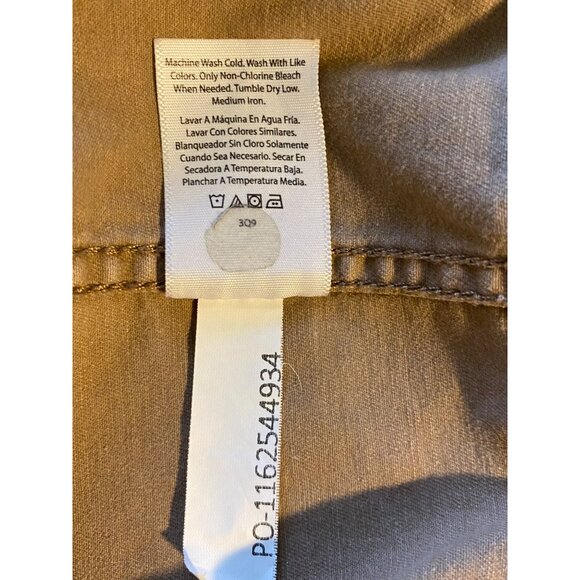 Machine Wash Cold. Wash With Like
Colors. Only Non-Chlorine Bleach
When Needed. Tumble Dry Low.
Medium Iron.
Lavar A Máquina En Agua Fría.
Lavar Con Colores Similares.
Blanqueador Sin Cloro Solamente
Cuando Sea Necesario. Secar En
Secadora A Temperatura Baja.
Planchar A Temperatura Media.
3Q9
PO-1162544934